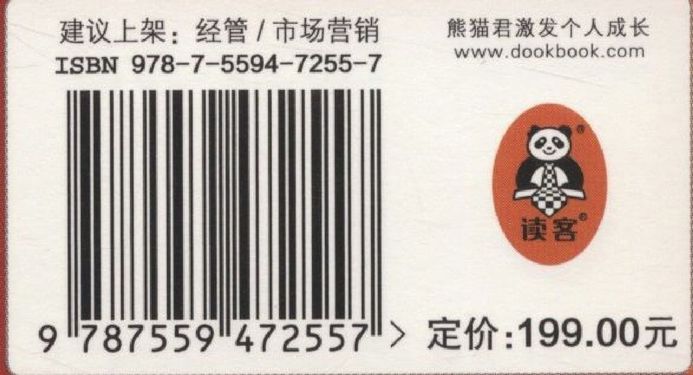 建议上架：经管 / 市场营销
ISBN 978-7-5594-7255-7
9 787559 472557 >
熊猫君激发个人成长
www.dookbook.com
读客®
定价:199.00元